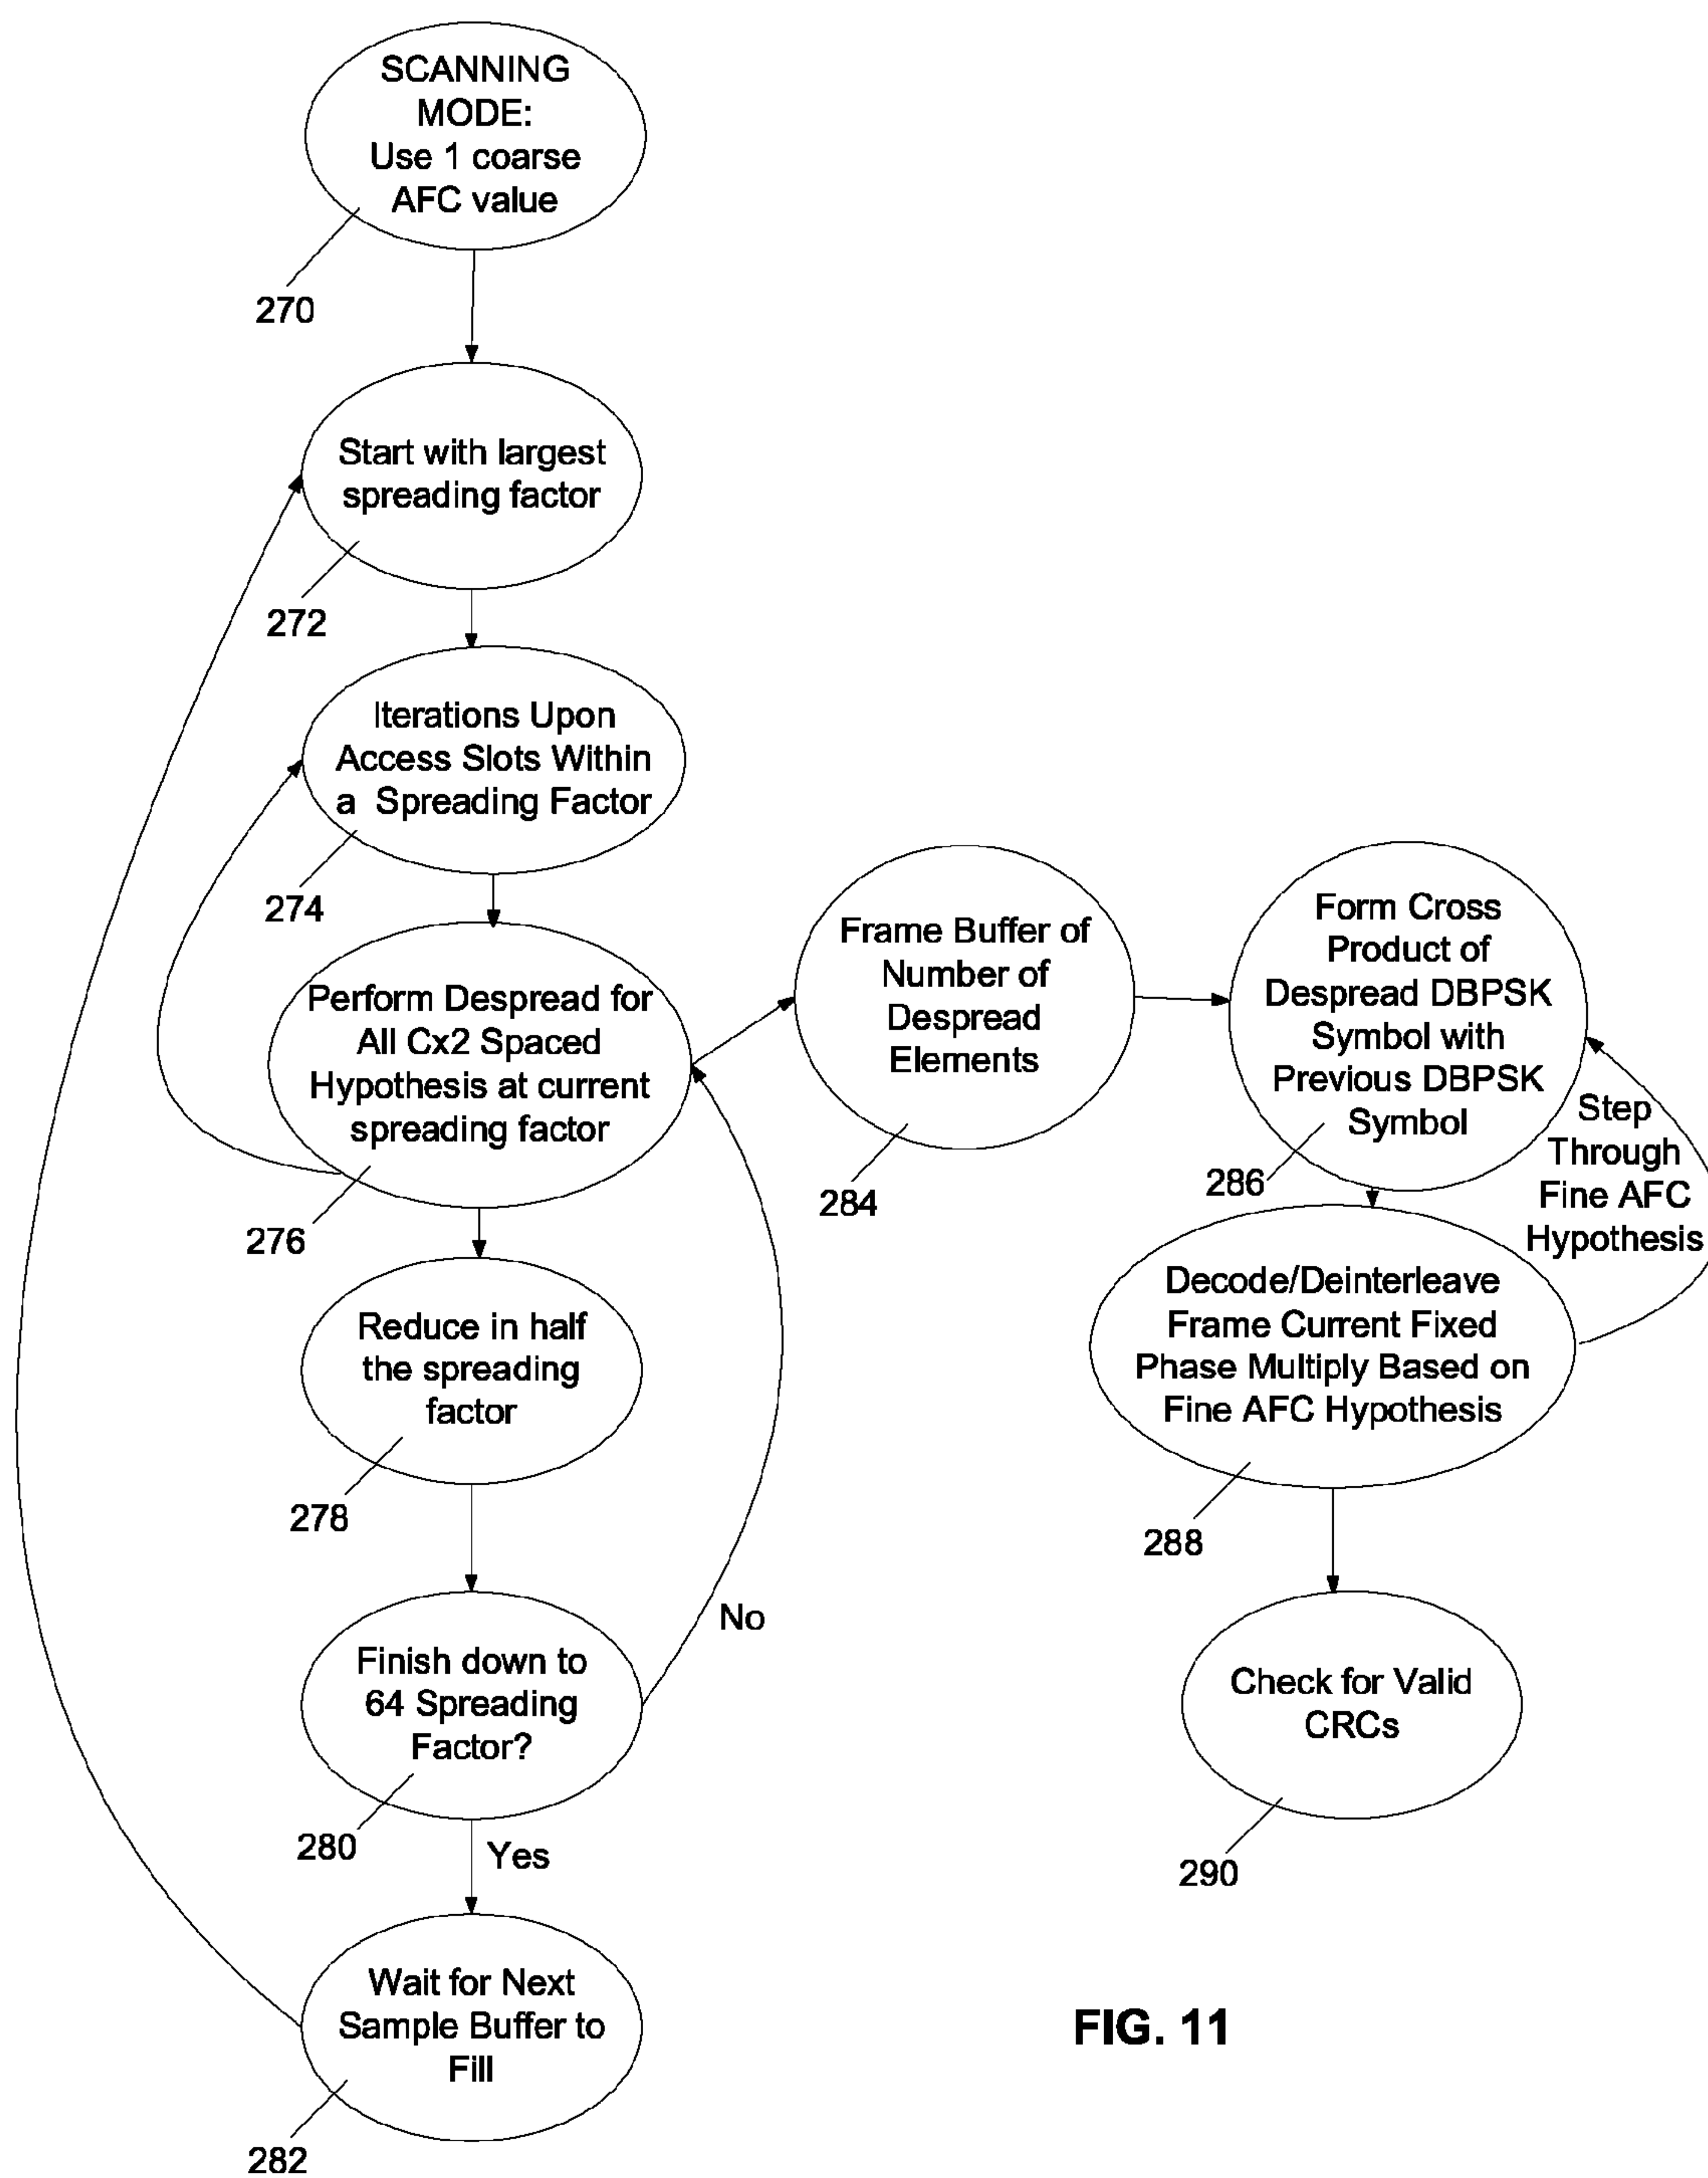 SCANNING
MODE:
Use 1 coarse
AFC value
270
Start with largest
spreading factor
272
Iterations Upon
Access Slots Within
a Spreading Factor
274
Perform Despread for
All Cx2 Spaced
Hypothesis at current
spreading factor
276
Reduce in half
the spreading
factor
278
Finish down to
64 Spreading
Factor?
280
No
Yes
Wait for Next
Sample Buffer to
Fill
282
Frame Buffer of
Number of
Despread
Elements
284
Form Cross
Product of
Despread DBPSK
Symbol with
Previous DBPSK
Symbol
286
Step
Through
Fine AFC
Hypothesis
Decode/Deinterleave
Frame Current Fixed
Phase Multiply Based on
Fine AFC Hypothesis
288
Check for Valid
CRCs
290
FIG. 11